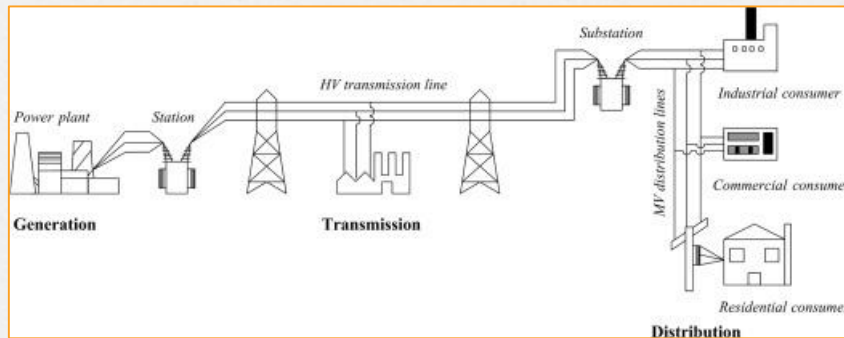 Substation
HV transmission line
Industrial consumer
Power plant
Station
MV distribution lines
Commercial consume
Generation
Transmission
Residential consume
Distribution